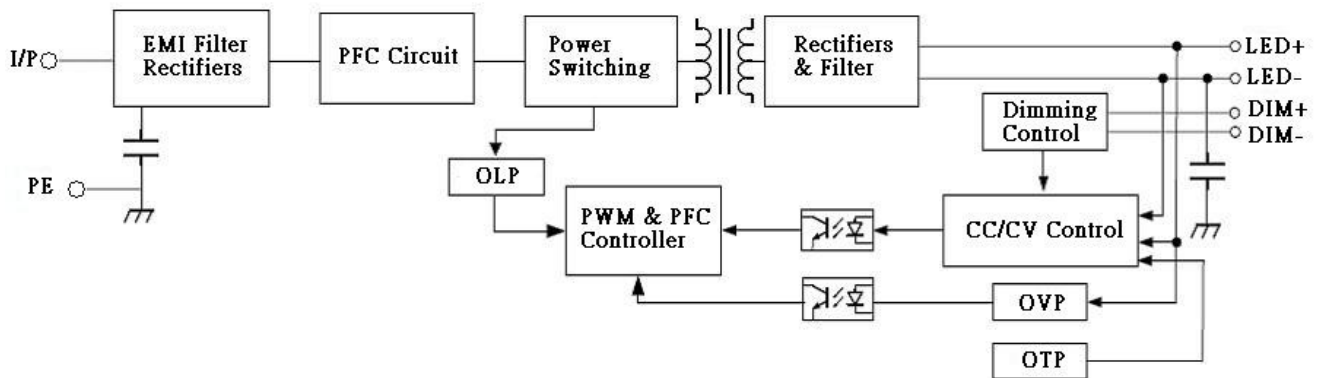 I/P
EMI Filter
Rectifiers
PFC Circuit
Power
Switching
Rectifiers
& Filter
LED+
LED-
DIM+
DIM-
Dimming
Control
PE
OLP
PWM & PFC
Controller
CC/CV Control
OVP
OTP